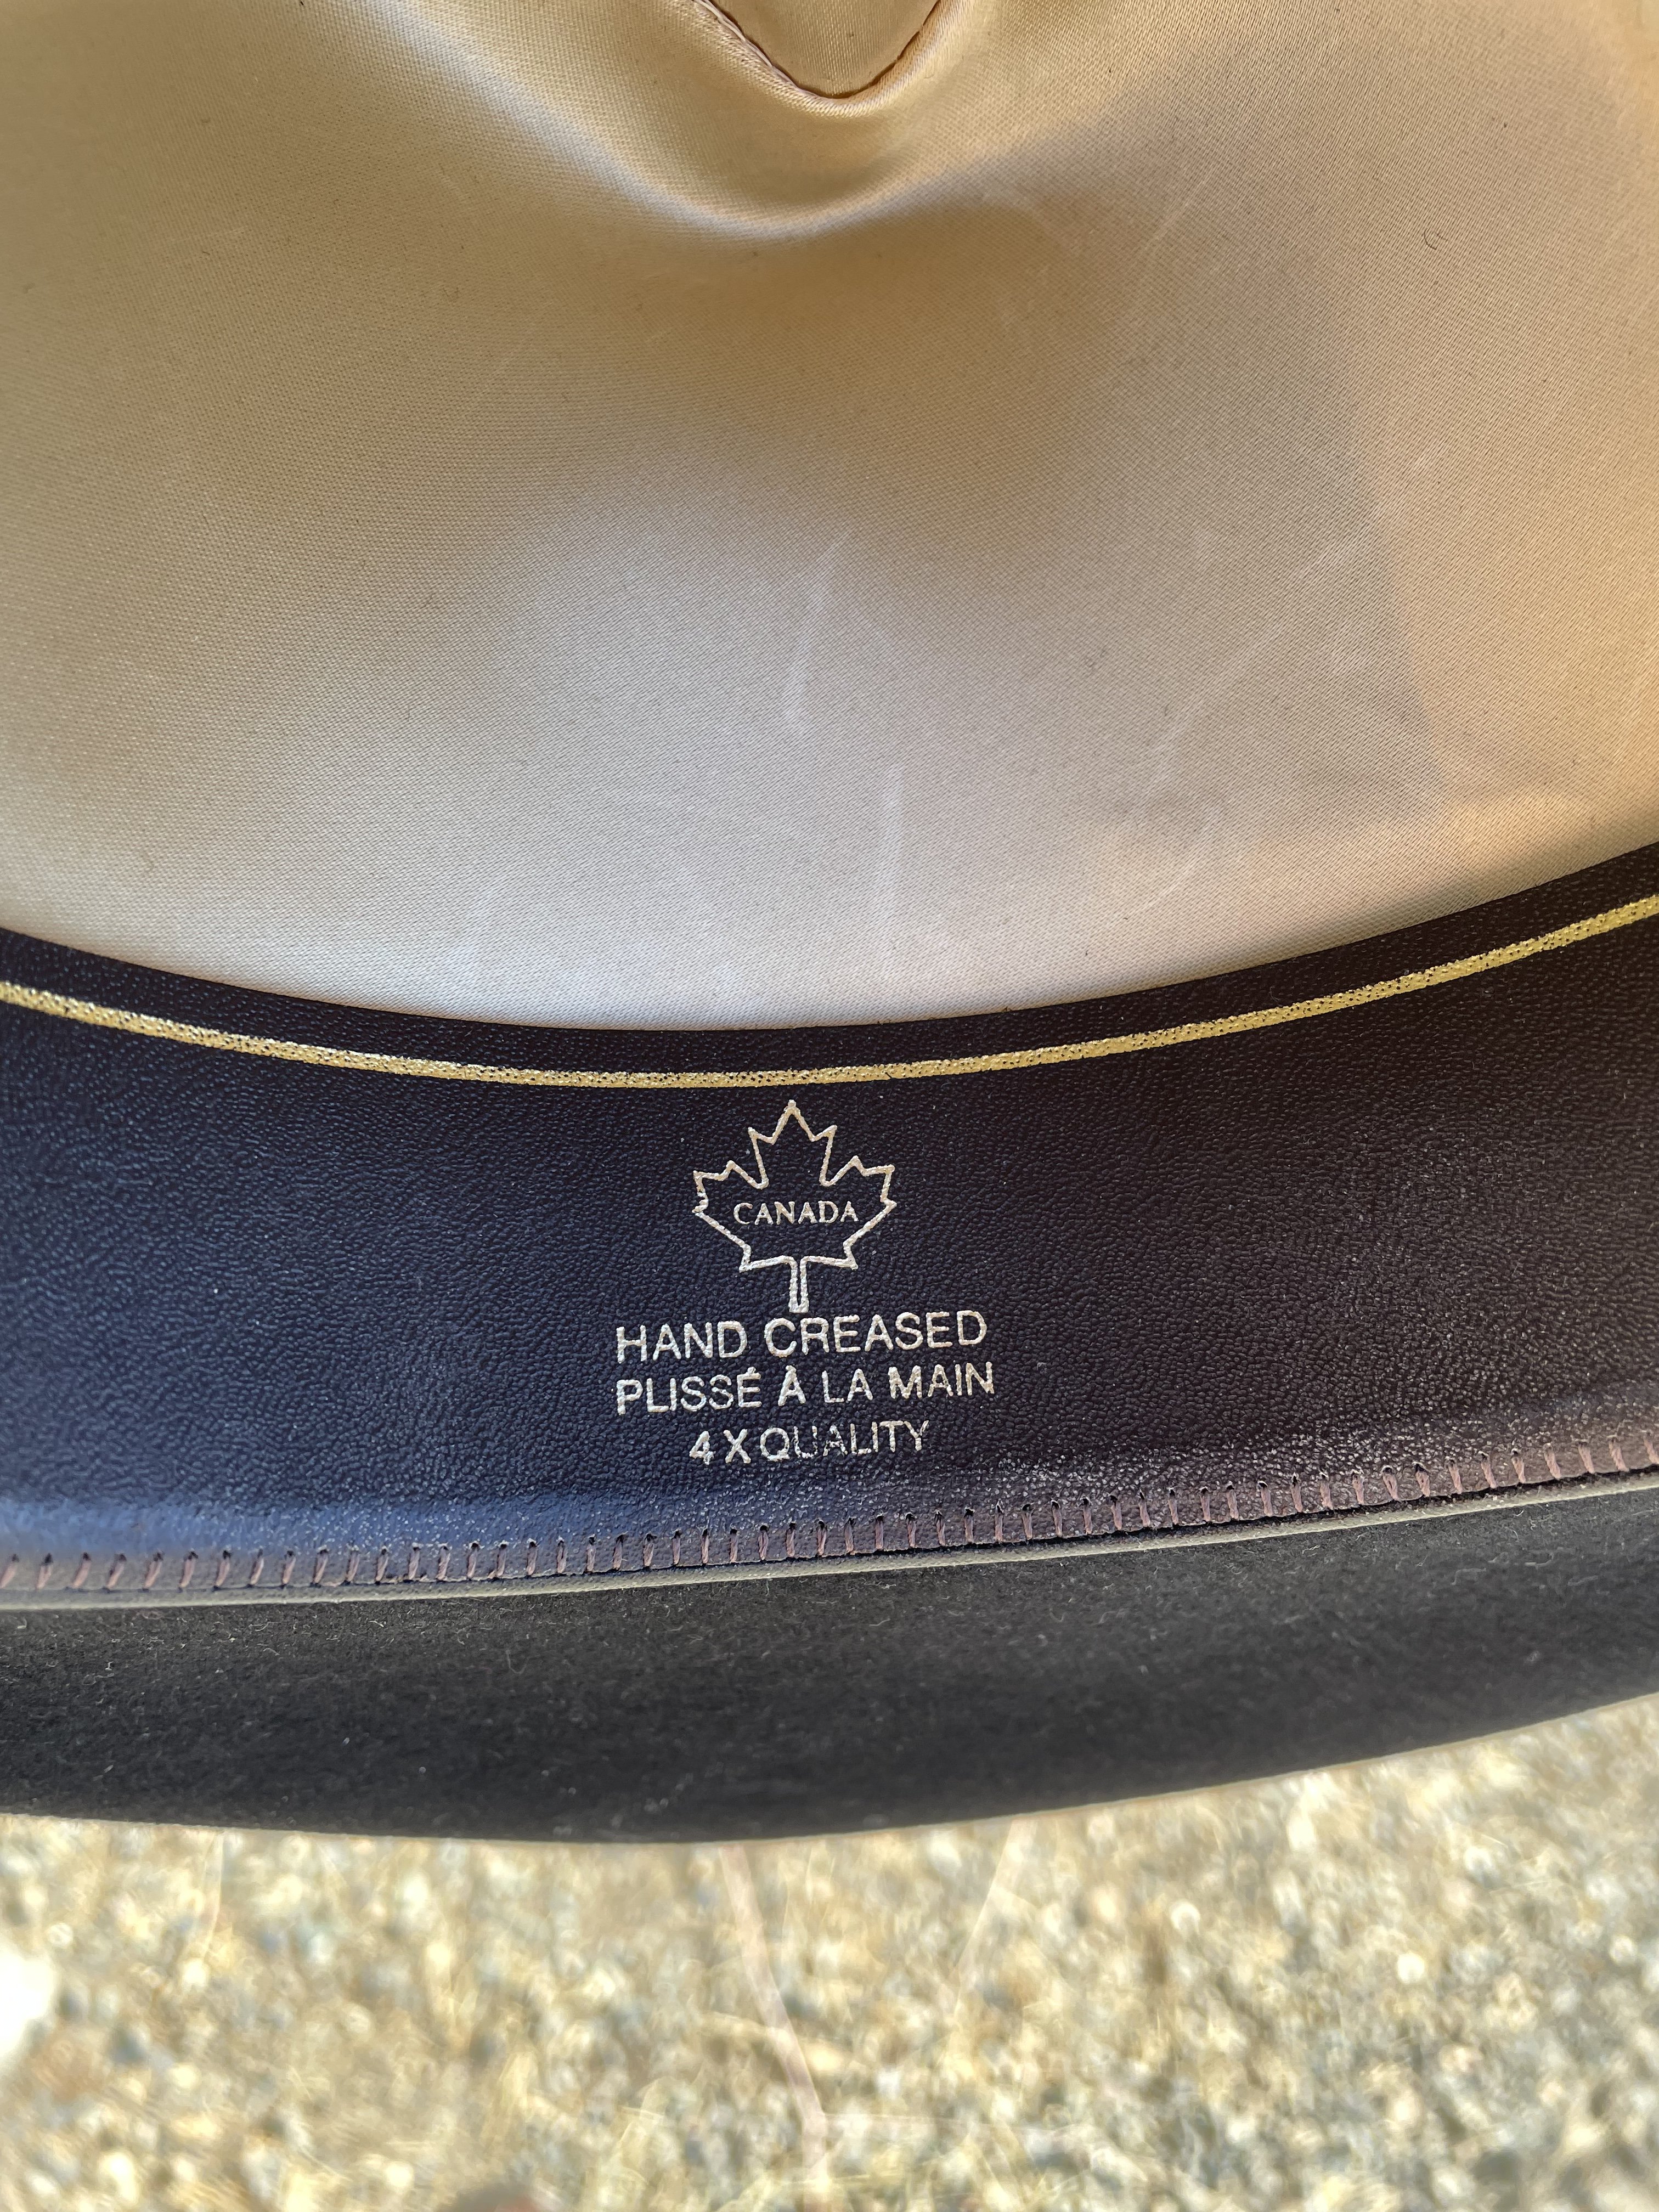 CANADA
HAND CREASED
PLISSÉ À LA MAIN
4 X QUALITY